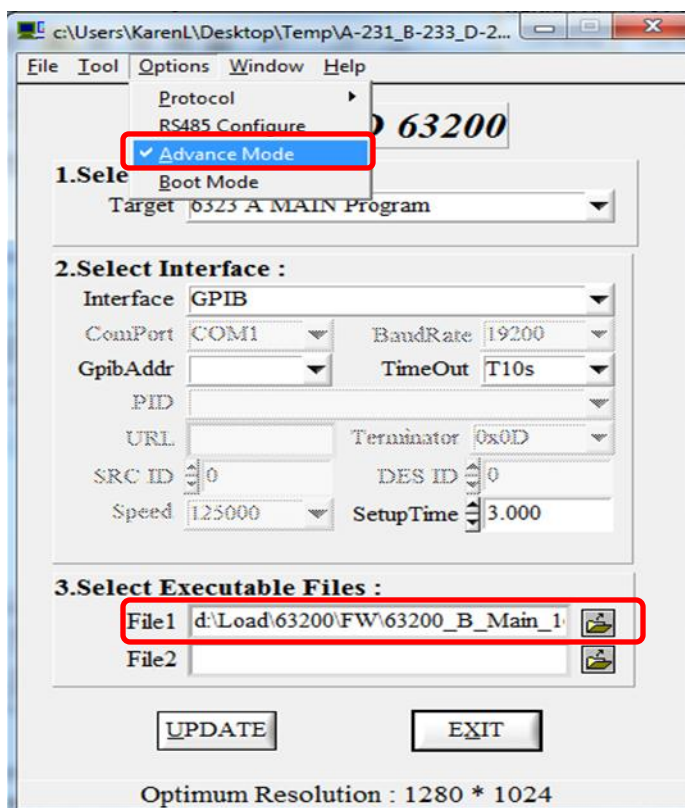 c:\Users\KarenL\Desktop\Temp\A-231_B-233_D-2...
File Tool Options Window Help
Protocol
RS485 Configure
63200
✓ Advance Mode
Boot Mode
1.Sele
Target 6323 A MAIN Program
2.Select Interface :
Interface GPIB
ComPort COM1 BaudRate 19200
GpibAddr TimeOut T10s
PID
URL Terminator 0x0D
SRC ID 0 DES ID 0
Speed 125000 SetupTime 3.000
3.Select Executable Files :
File1 d:\Load\63200\FW\63200_B_Main_1
File2
UPDATE EXIT
Optimum Resolution : 1280 * 1024